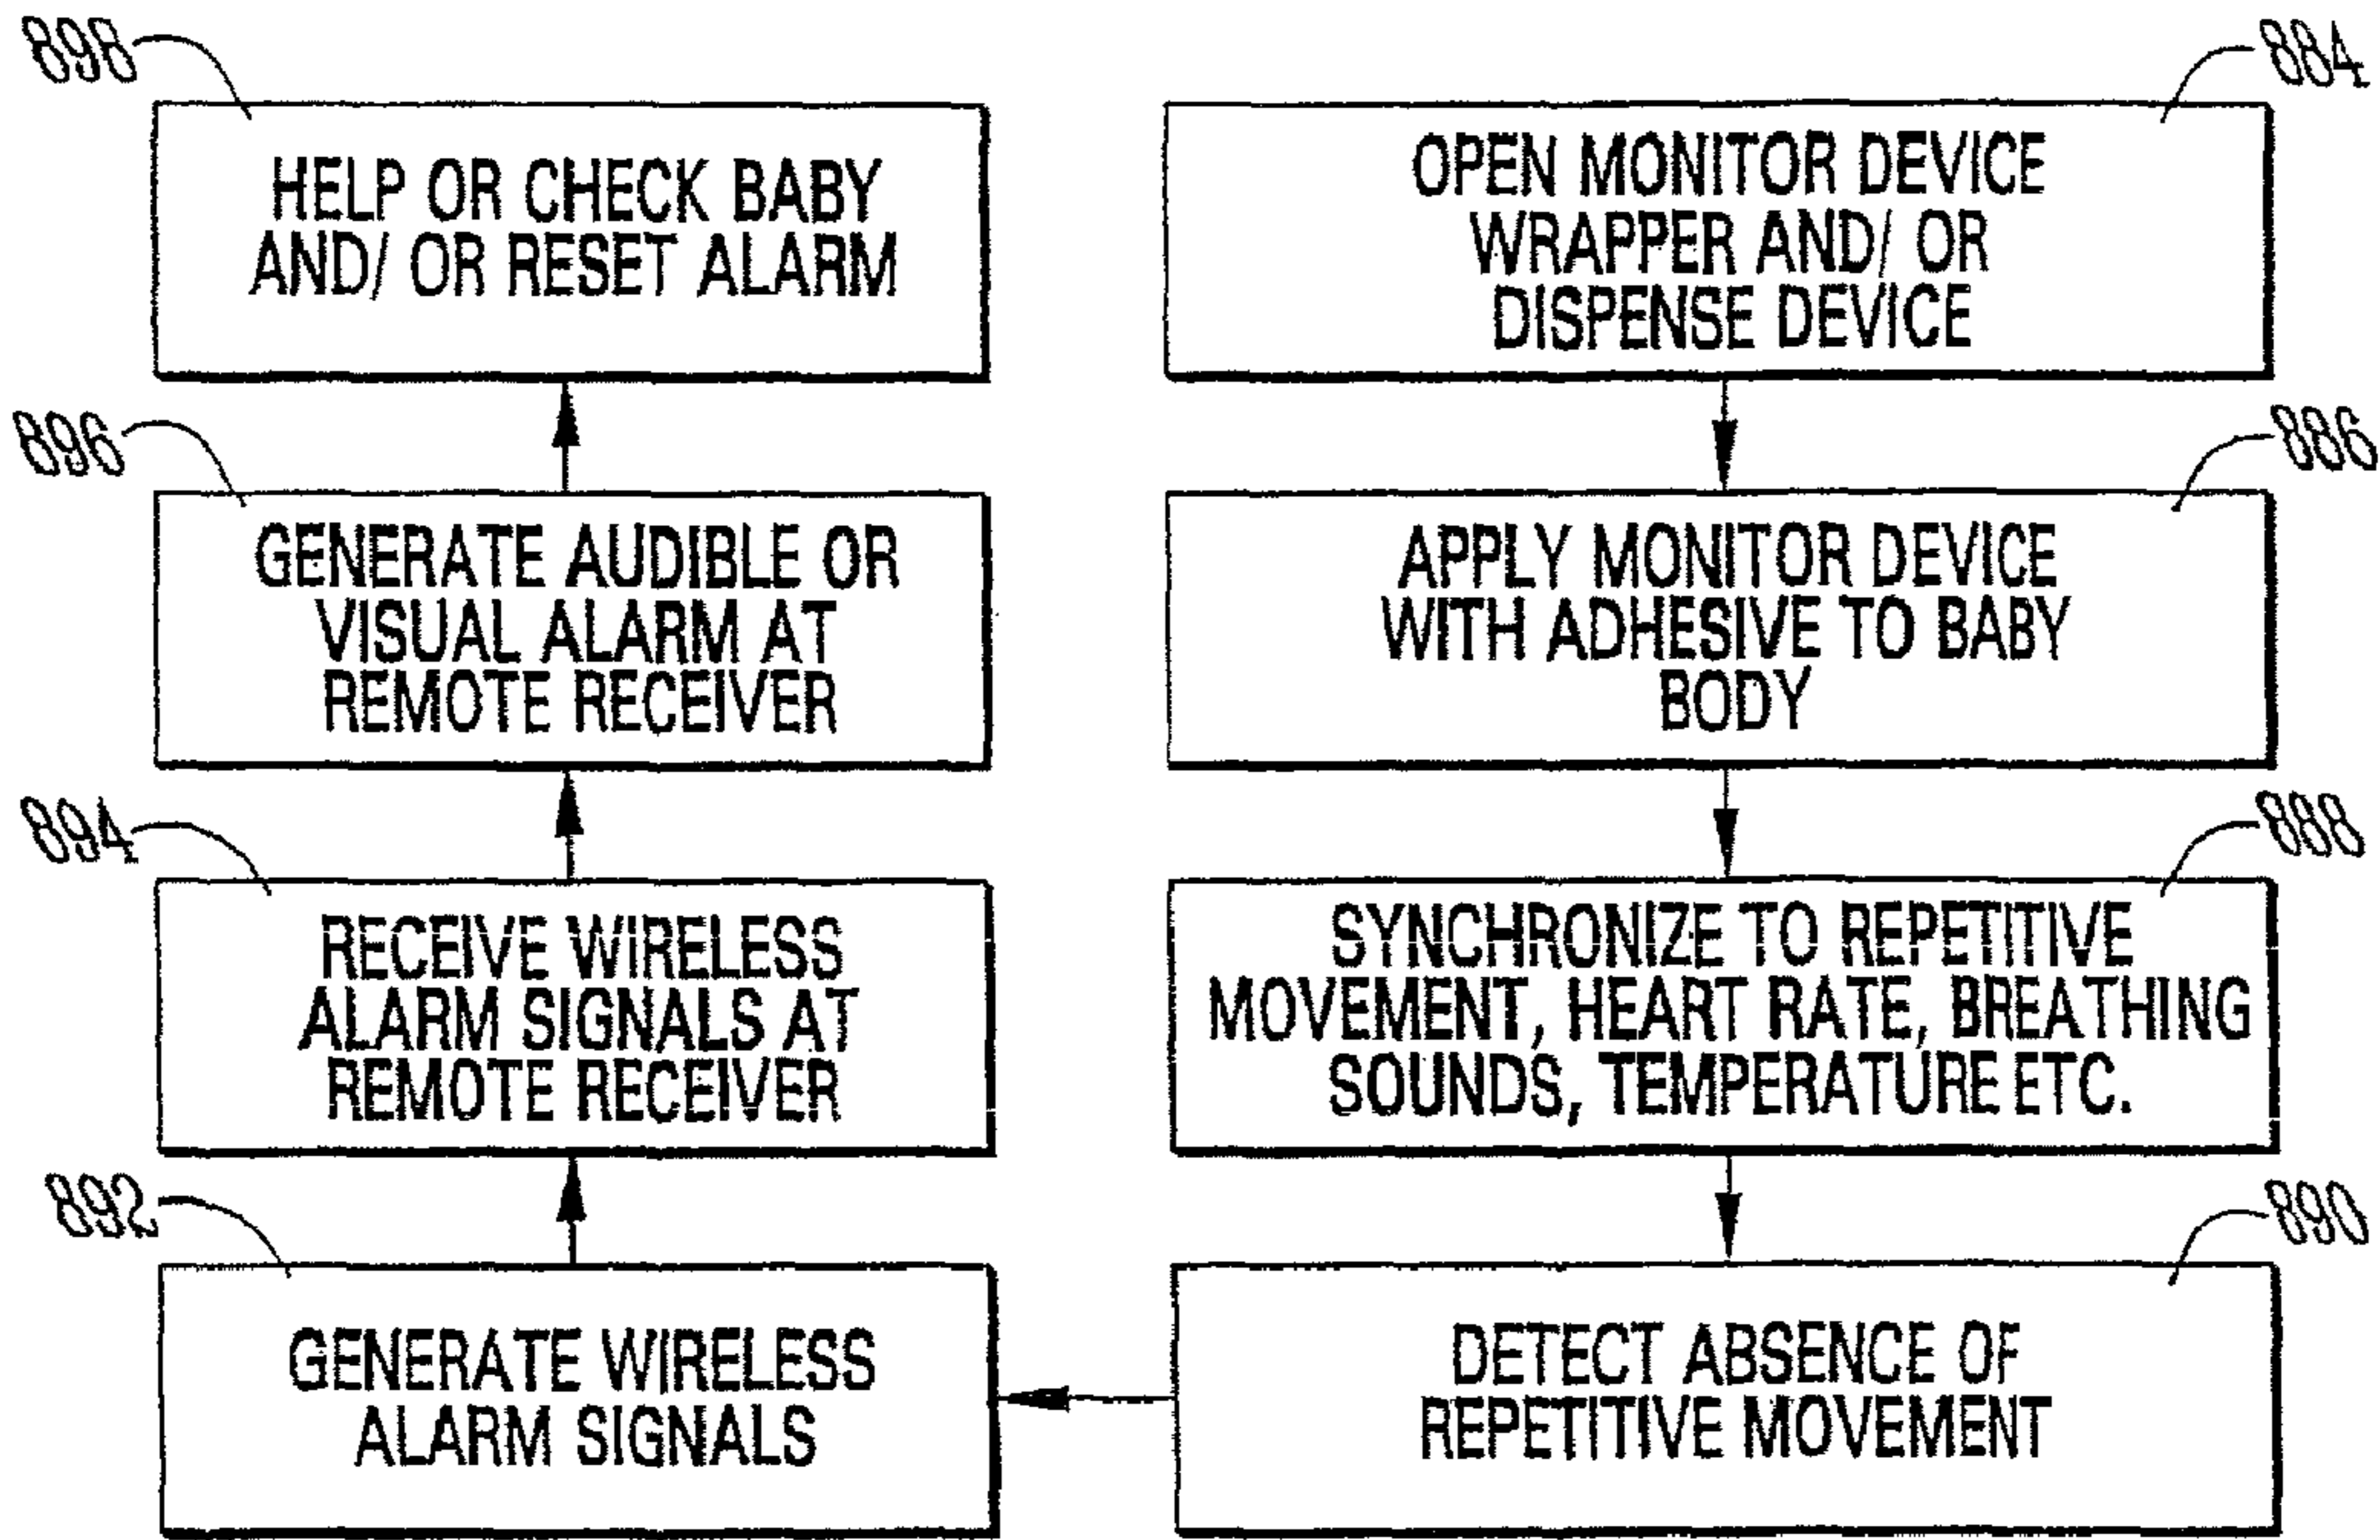 898
HELP OR CHECK BABY
AND/ OR RESET ALARM
884
OPEN MONITOR DEVICE
WRAPPER AND/ OR
DISPENSE DEVICE
896
GENERATE AUDIBLE OR
VISUAL ALARM AT
REMOTE RECEIVER
886
APPLY MONITOR DEVICE
WITH ADHESIVE TO BABY
BODY
894
RECEIVE WIRELESS
ALARM SIGNALS AT
REMOTE RECEIVER
888
SYNCHRONIZE TO REPETITIVE
MOVEMENT, HEART RATE, BREATHING
SOUNDS, TEMPERATURE ETC.
892
GENERATE WIRELESS
ALARM SIGNALS
890
DETECT ABSENCE OF
REPETITIVE MOVEMENT